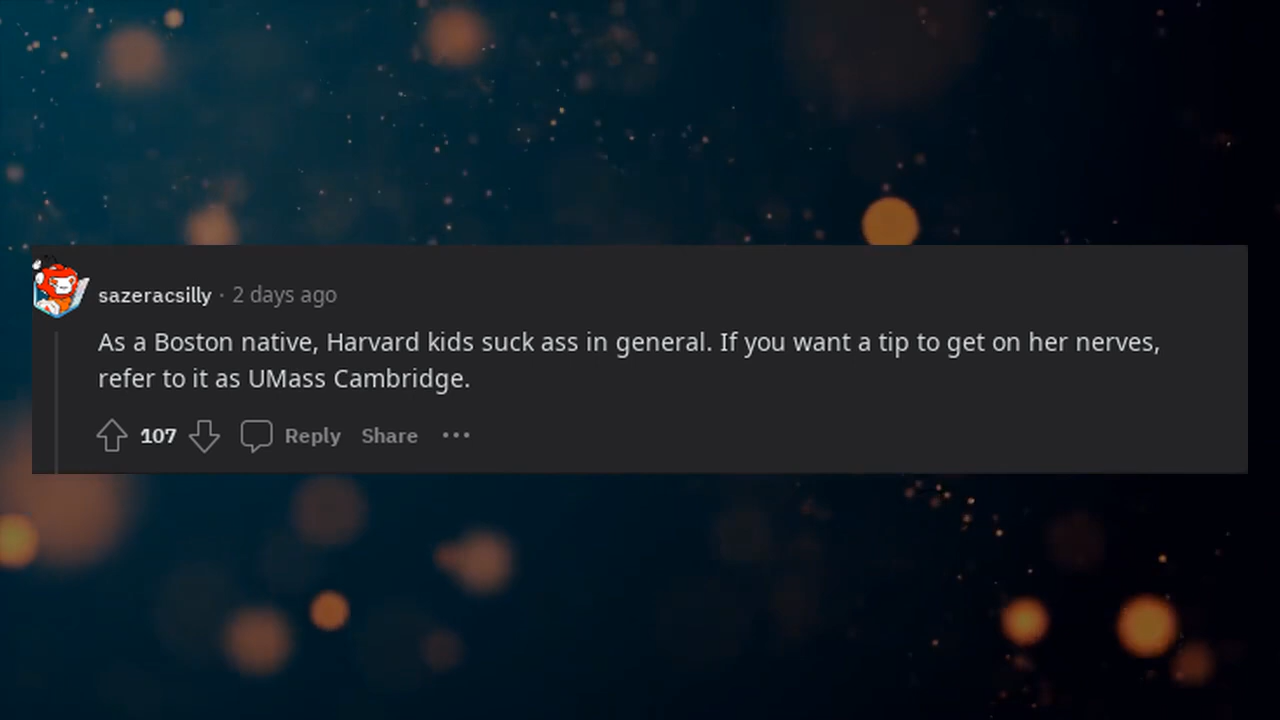 sazeracsilly · 2 days ago
As a Boston native, Harvard kids suck ass in general. If you want a tip to get on her nerves,
refer to it as UMass Cambridge.
107 Reply Share